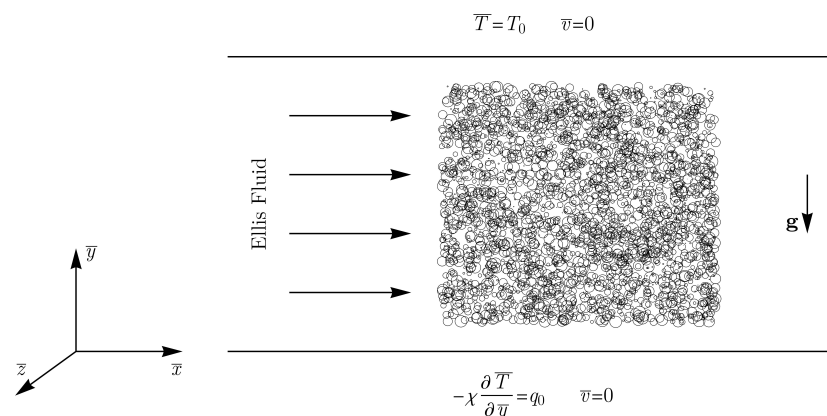 T̅=T₀ v̅=0
Ellis Fluid
g
y̅
z̅
x̅
-χ ∂T̅/∂y̅ =q₀ v̅=0